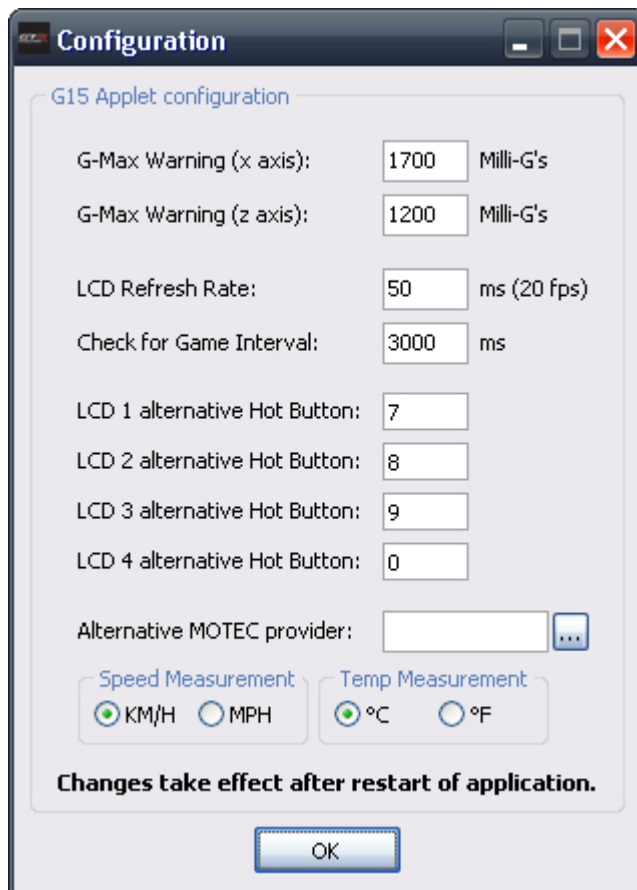 Configuration
G15 Applet configuration
G-Max Warning (x axis): 1700 Milli-G's
G-Max Warning (z axis): 1200 Milli-G's
LCD Refresh Rate: 50 ms (20 fps)
Check for Game Interval: 3000 ms
LCD 1 alternative Hot Button: 7
LCD 2 alternative Hot Button: 8
LCD 3 alternative Hot Button: 9
LCD 4 alternative Hot Button: 0
Alternative MOTEC provider: ...
Speed Measurement Temp Measurement
KM/H MPH °C °F
Changes take effect after restart of application.
OK